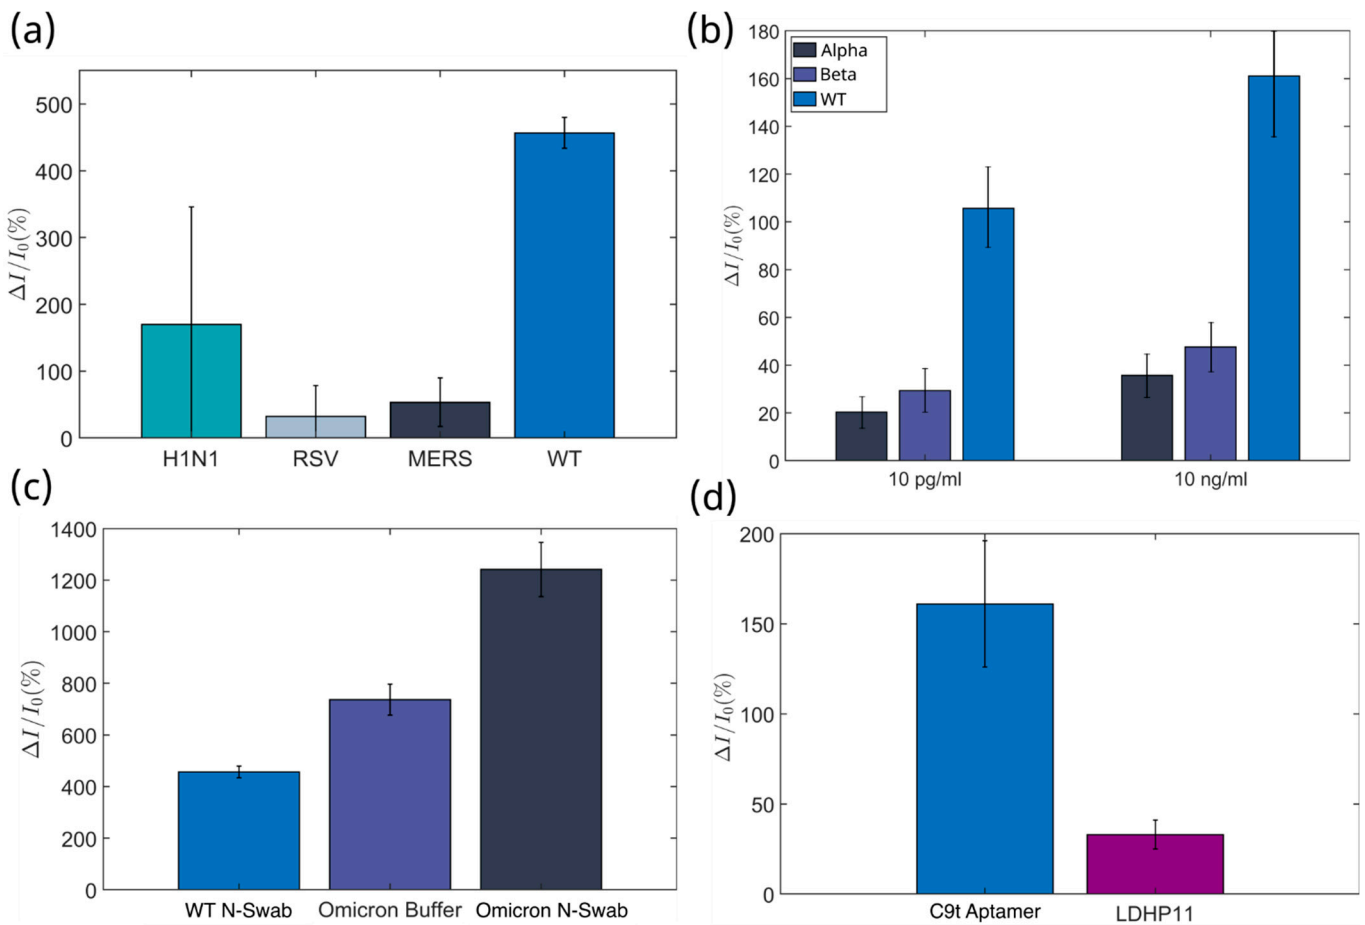 (a)
500
400
300
200
100
0
ΔI/I₀(%)
H1N1 RSV MERS WT
(b)
180
160
140
120
100
80
60
40
20
0
ΔI/I₀(%)
Alpha
Beta
WT
10 pg/ml 10 ng/ml
(c)
1400
1200
1000
800
600
400
200
0
ΔI/I₀(%)
WT N-Swab Omicron Buffer Omicron N-Swab
(d)
200
150
100
50
0
ΔI/I₀(%)
C9t Aptamer LDHP11